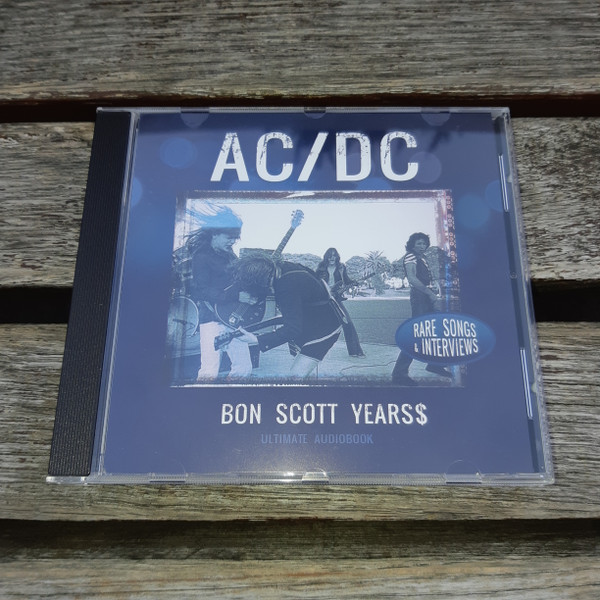 AC/DC
RARE SONGS
& INTERVIEWS
BON SCOTT YEARS$
ULTIMATE AUDIOBOOK